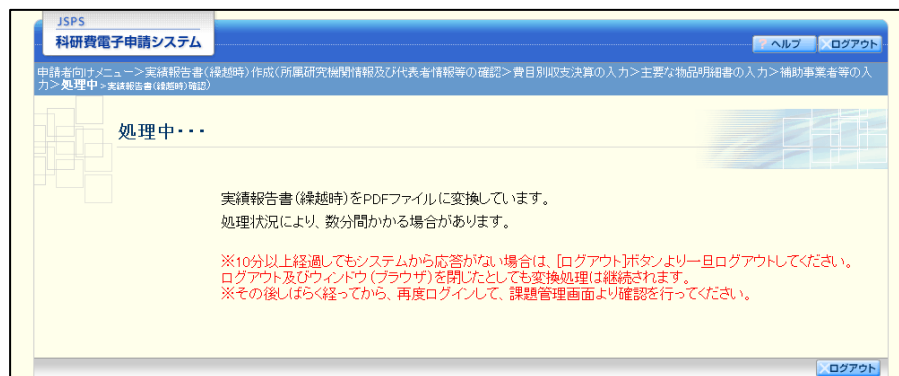 JSPS
科研費電子申請システム
? ヘルプ
×ログアウト
申請者向けメニュー＞実績報告書(繰越時)作成(所属研究機関情報及び代表者情報等の確認＞費目別収支決算の入力＞主要な物品明細書の入力＞補助事業者等の入
力＞処理中＞実績報告書(繰越時)確認)
処理中・・・
実績報告書(繰越時)をPDFファイルに変換しています。
処理状況により、数分間かかる場合があります。
※10分以上経過してもシステムから応答がない場合は、[ログアウト]ボタンより一旦ログアウトしてください。
ログアウト及びウィンドウ(ブラウザ)を閉じたとしても変換処理は継続されます。
※その後しばらく経ってから、再度ログインして、課題管理画面より確認を行ってください。
×ログアウト